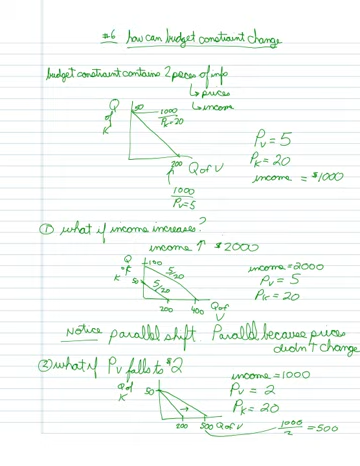 #6 how can budget constraint change
budget constraint contains 2 pieces of info
↳ prices
↳ income
Q of K
50
1000
PK=20
200
Q of V
1000
PV=5
PV = 5
PK = 20
income = $1000
① what if income increases?
income ↑ $2000
Q of K
100
50
5/20
5/20
200
400
Q of V
income = 2000
PV = 5
PK = 20
Notice parallel shift. Parallel because prices
didn't change
② what if PV falls to $2
Q of K
50
→
200
500
Q of V
income = 1000
PV = 2
PK = 20
1000
2
= 500